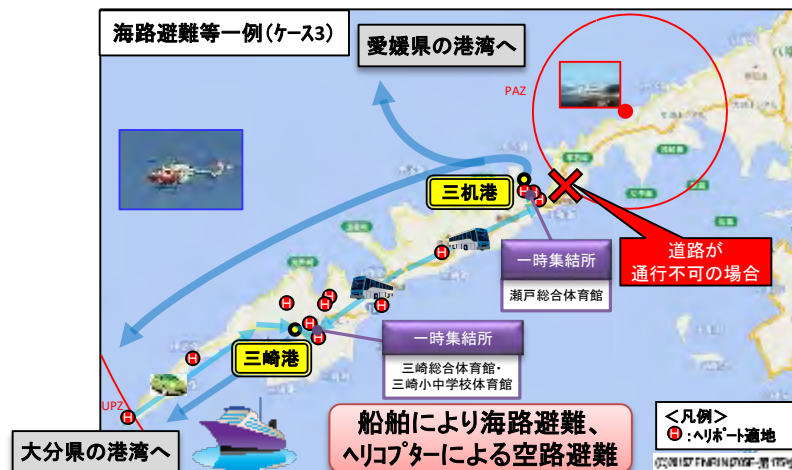 海路避難等一例(ケース3)
愛媛県の港湾へ
PAZ
三机港
一時集結所
瀬戸総合体育館
道路が
通行不可の場合
一時集結所
三崎総合体育館・
三崎小中学校体育館
三崎港
UPZ
大分県の港湾へ
船舶により海路避難、
ヘリコプターによる空路避難
<凡例>
H:ヘリポート適地